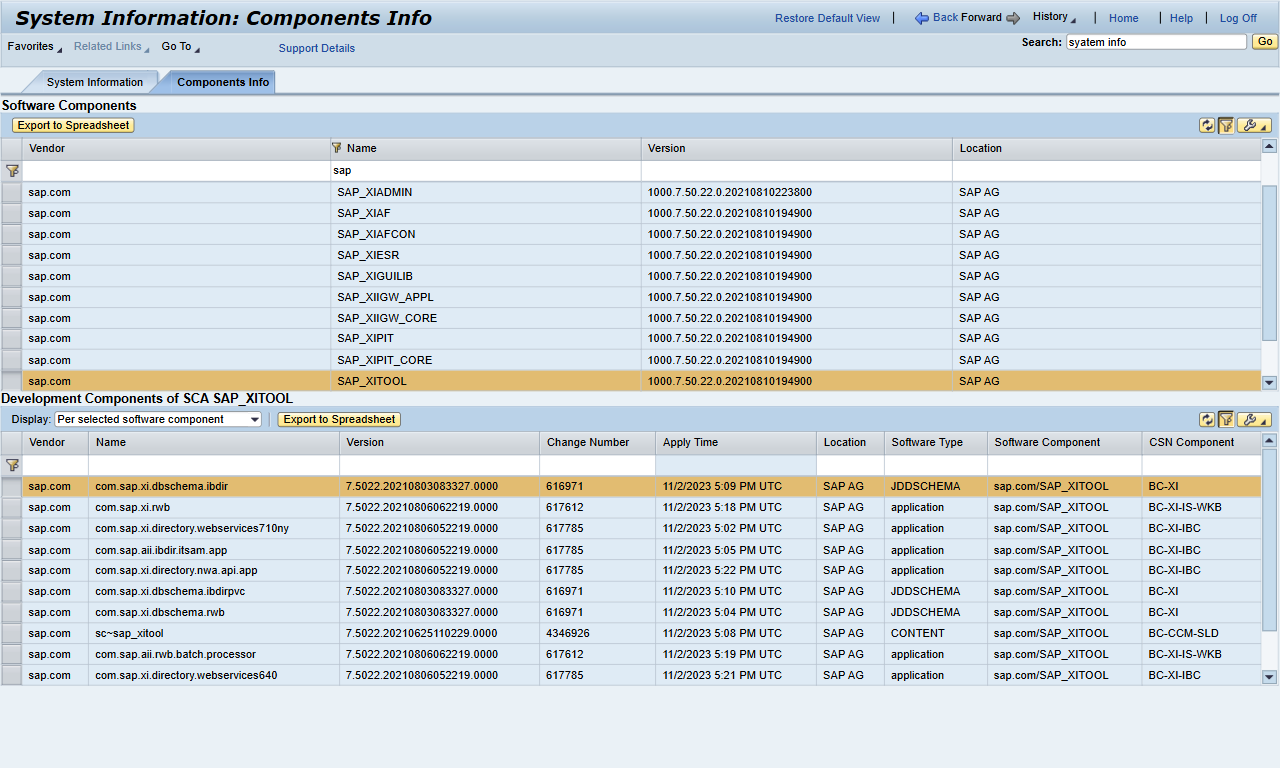 System Information: Components Info
Restore Default View | Back Forward History | Home | Help | Log Off
Favorites Related Links Go To Support Details Search: syatem info Go
System Information Components Info
Software Components
Export to Spreadsheet
Vendor Name Version Location
sap
sap.com SAP_XIADMIN 1000.7.50.22.0.20210810223800 SAP AG
sap.com SAP_XIAF 1000.7.50.22.0.20210810194900 SAP AG
sap.com SAP_XIAFCON 1000.7.50.22.0.20210810194900 SAP AG
sap.com SAP_XIESR 1000.7.50.22.0.20210810194900 SAP AG
sap.com SAP_XIGUILIB 1000.7.50.22.0.20210810194900 SAP AG
sap.com SAP_XIIGW_APPL 1000.7.50.22.0.20210810194900 SAP AG
sap.com SAP_XIIGW_CORE 1000.7.50.22.0.20210810194900 SAP AG
sap.com SAP_XIPIT 1000.7.50.22.0.20210810194900 SAP AG
sap.com SAP_XIPIT_CORE 1000.7.50.22.0.20210810194900 SAP AG
sap.com SAP_XITOOL 1000.7.50.22.0.20210810194900 SAP AG
Development Components of SCA SAP_XITOOL
Display: Per selected software component Export to Spreadsheet
Vendor Name Version Change Number Apply Time Location Software Type Software Component CSN Component
sap.com com.sap.xi.dbschema.ibdir 7.5022.20210803083327.0000 616971 11/2/2023 5:09 PM UTC SAP AG JDDSCHEMA sap.com/SAP_XITOOL BC-XI
sap.com com.sap.xi.rwb 7.5022.20210806062219.0000 617612 11/2/2023 5:18 PM UTC SAP AG application sap.com/SAP_XITOOL BC-XI-IS-WKB
sap.com com.sap.xi.directory.webservices710ny 7.5022.20210806052219.0000 617785 11/2/2023 5:02 PM UTC SAP AG application sap.com/SAP_XITOOL BC-XI-IBC
sap.com com.sap.aii.ibdir.itsam.app 7.5022.20210806052219.0000 617785 11/2/2023 5:05 PM UTC SAP AG application sap.com/SAP_XITOOL BC-XI-IBC
sap.com com.sap.xi.directory.nwa.api.app 7.5022.20210806052219.0000 617785 11/2/2023 5:22 PM UTC SAP AG application sap.com/SAP_XITOOL BC-XI-IBC
sap.com com.sap.xi.dbschema.ibdirpvc 7.5022.20210803083327.0000 616971 11/2/2023 5:10 PM UTC SAP AG JDDSCHEMA sap.com/SAP_XITOOL BC-XI
sap.com com.sap.xi.dbschema.rwb 7.5022.20210803083327.0000 616971 11/2/2023 5:04 PM UTC SAP AG JDDSCHEMA sap.com/SAP_XITOOL BC-XI
sap.com sc~sap_xitool 7.5022.20210625110229.0000 4346926 11/2/2023 5:08 PM UTC SAP AG CONTENT sap.com/SAP_XITOOL BC-CCM-SLD
sap.com com.sap.aii.rwb.batch.processor 7.5022.20210806062219.0000 617612 11/2/2023 5:19 PM UTC SAP AG application sap.com/SAP_XITOOL BC-XI-IS-WKB
sap.com com.sap.xi.directory.webservices640 7.5022.20210806052219.0000 617785 11/2/2023 5:21 PM UTC SAP AG application sap.com/SAP_XITOOL BC-XI-IBC